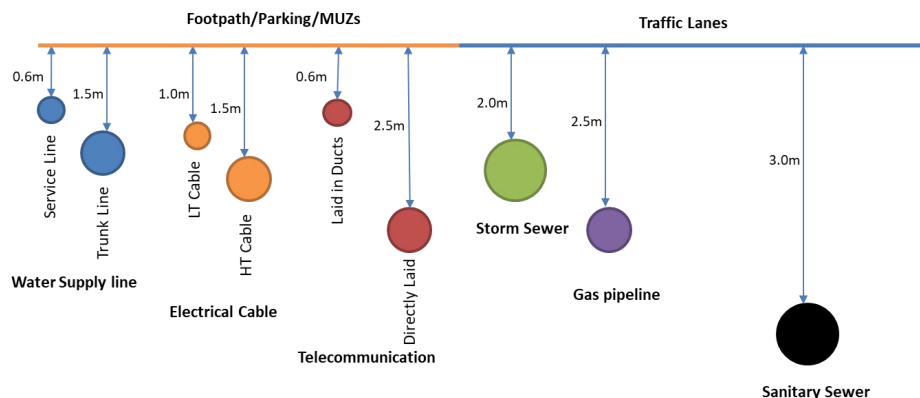 Footpath/Parking/MUZs
Traffic Lanes
0.6m
1.5m
1.0m
1.5m
0.6m
2.5m
2.0m
2.5m
3.0m
Service Line
Trunk Line
LT Cable
HT Cable
Laid in Ducts
Directly Laid
Storm Sewer
Water Supply line
Gas pipeline
Electrical Cable
Telecommunication
Sanitary Sewer